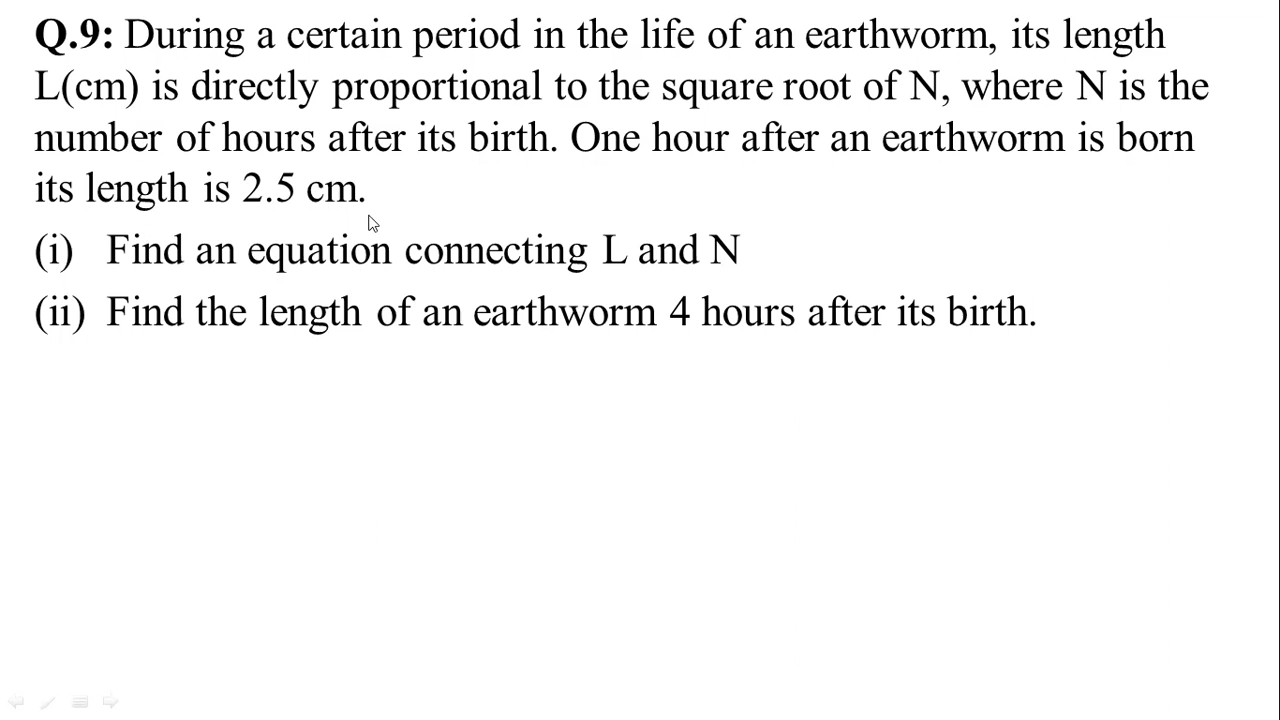 Q.9: During a certain period in the life of an earthworm, its length
L(cm) is directly proportional to the square root of N, where N is the
number of hours after its birth. One hour after an earthworm is born
its length is 2.5 cm.
(i) Find an equation connecting L and N
(ii) Find the length of an earthworm 4 hours after its birth.